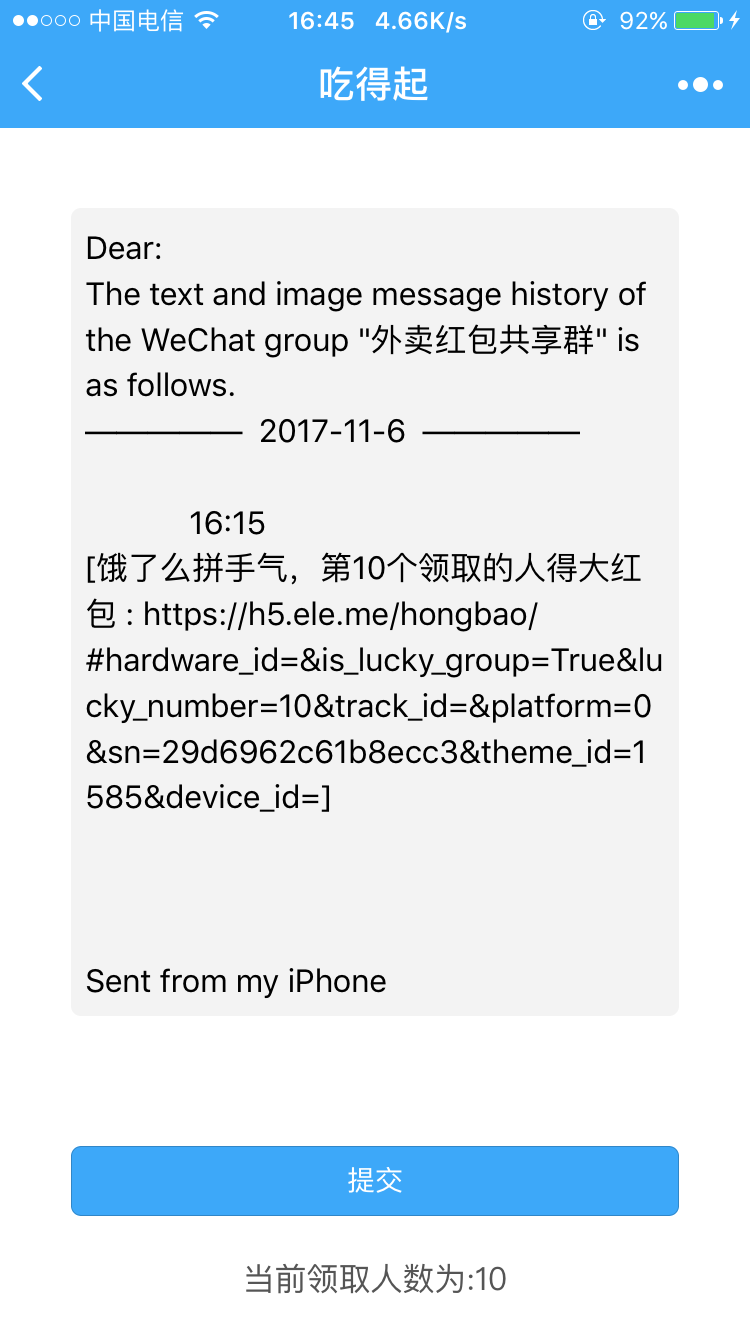 中国电信 16:45 4.66K/s 92%
吃得起
Dear:
The text and image message history of
the WeChat group "外卖红包共享群" is
as follows.
————— 2017-11-6 —————
16:15
[饿了么拼手气，第10个领取的人得大红
包 : https://h5.ele.me/hongbao/
#hardware_id=&is_lucky_group=True&lu
cky_number=10&track_id=&platform=0
&sn=29d6962c61b8ecc3&theme_id=1
585&device_id=]
Sent from my iPhone
提交
当前领取人数为:10